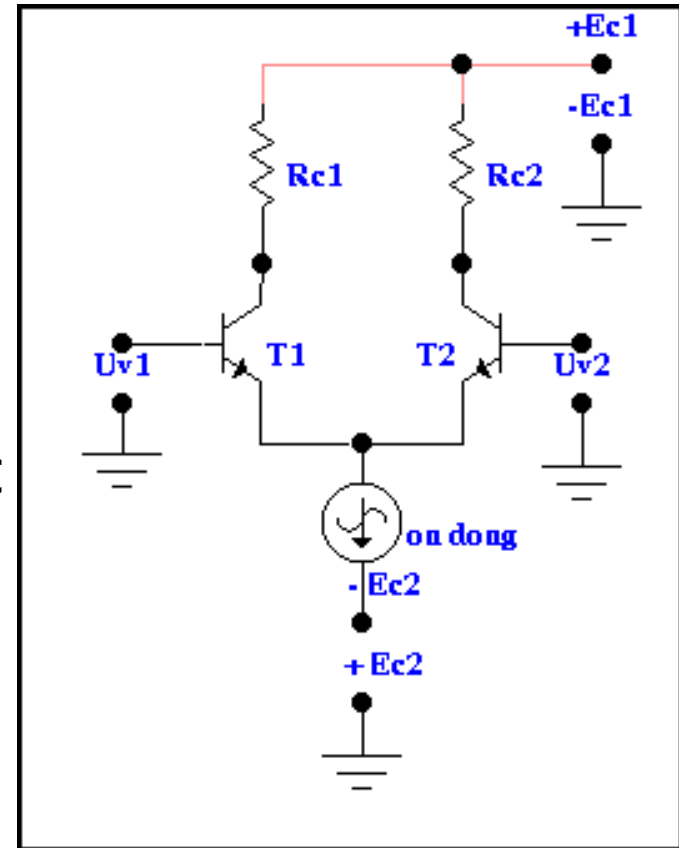 +Ec1
-Ec1
Rc1
Rc2
T1
T2
Uv1
Uv2
on dong
- Ec2
+ Ec2